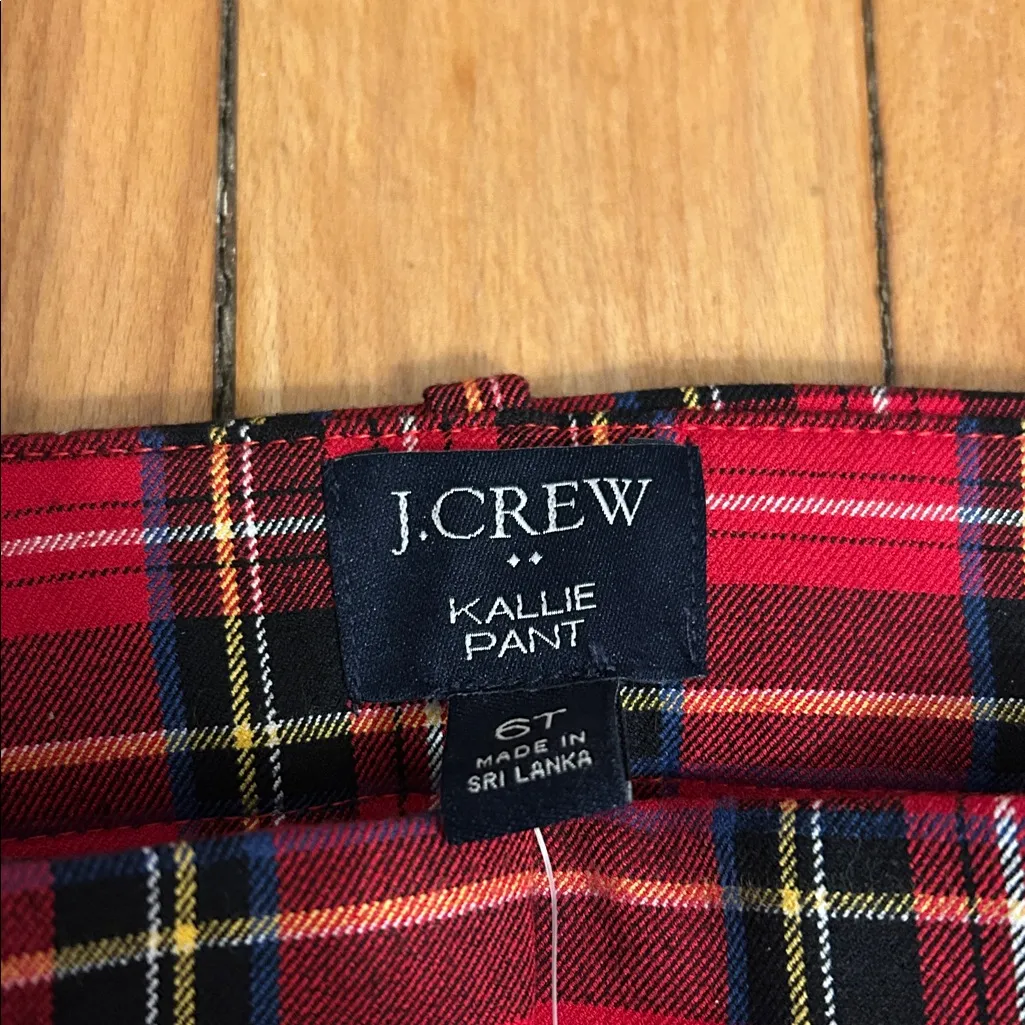 J.CREW
KALLIE
PANT
6T
MADE IN
SRI LANKA